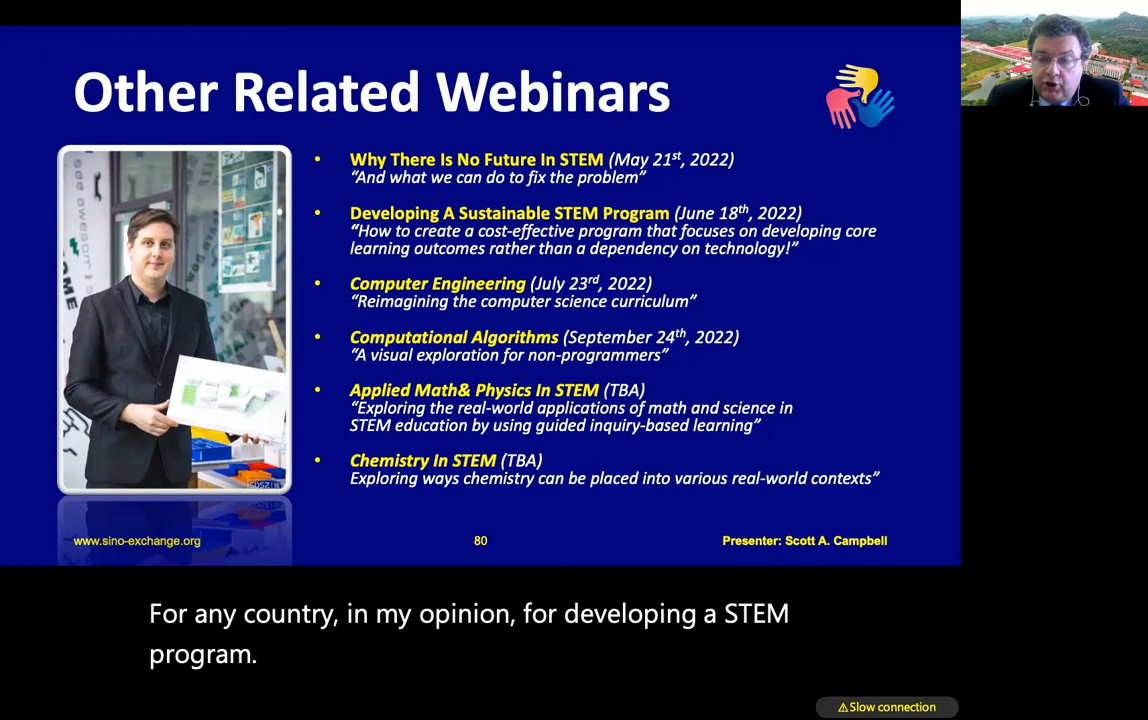 Other Related Webinars
• Why There Is No Future In STEM (May 21st, 2022)
“And what we can do to fix the problem”
• Developing A Sustainable STEM Program (June 18th, 2022)
“How to create a cost-effective program that focuses on developing core
learning outcomes rather than a dependency on technology!”
• Computer Engineering (July 23rd, 2022)
“Reimagining the computer science curriculum”
• Computational Algorithms (September 24th, 2022)
“A visual exploration for non-programmers”
• Applied Math& Physics In STEM (TBA)
“Exploring the real-world applications of math and science in
STEM education by using guided inquiry-based learning”
• Chemistry In STEM (TBA)
Exploring ways chemistry can be placed into various real-world contexts”
www.sino-exchange.org
80
Presenter: Scott A. Campbell
For any country, in my opinion, for developing a STEM
program.
⚠Slow connection